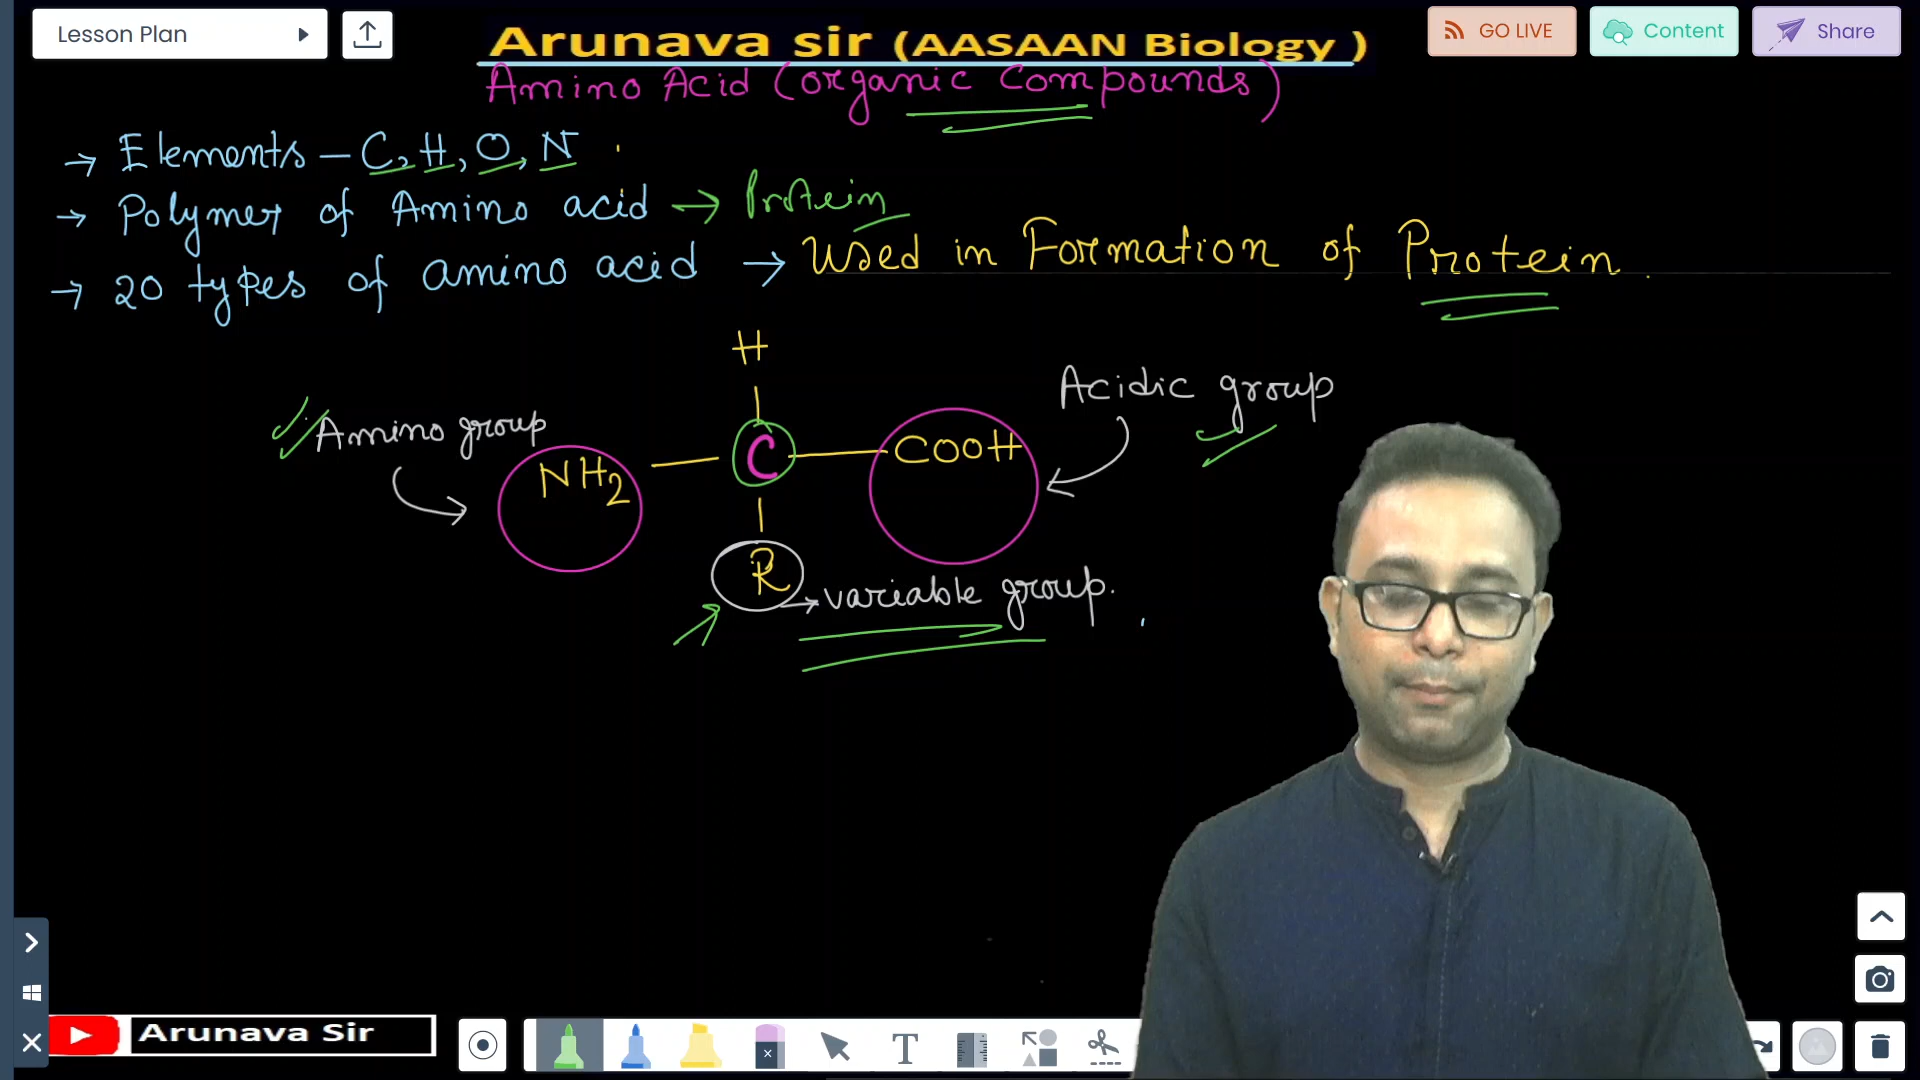 Lesson Plan
Arunava sir (AASAAN Biology )
GO LIVE
Content
Share
Amino Acid (organic Compounds)
→ Elements – C, H, O, N
→ Polymer of Amino acid → Protein
→ 20 types of amino acid → Used in Formation of Protein.
H
Acidic group
Amino group
NH2 – C – COOH
R → variable group.
Arunava Sir
T